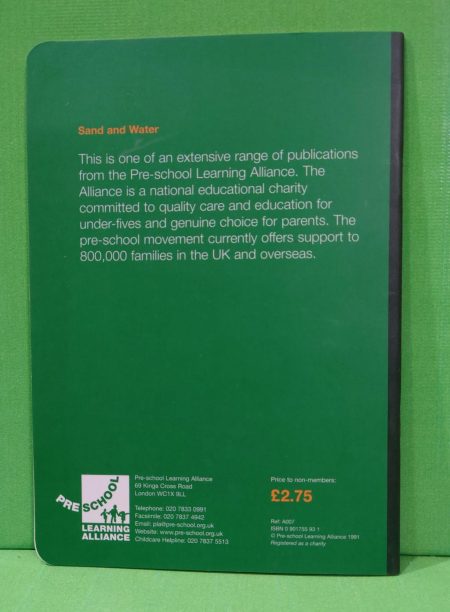 Sand and Water
This is one of an extensive range of publications
from the Pre-school Learning Alliance. The
Alliance is a national educational charity
committed to quality care and education for
under-fives and genuine choice for parents. The
pre-school movement currently offers support to
800,000 families in the UK and overseas.
PRE SCHOOL
LEARNING
ALLIANCE
Pre-school Learning Alliance
69 Kings Cross Road
London WC1X 9LL
Telephone: 020 7833 0991
Facsimile: 020 7837 4942
Email: pla@pre-school.org.uk
Website: www.pre-school.org.uk
Childcare Helpline: 020 7837 5513
Price to non-members:
£2.75
Ref: A007
ISBN 0 901755 93 1
© Pre-school Learning Alliance 1991
Registered as a charity